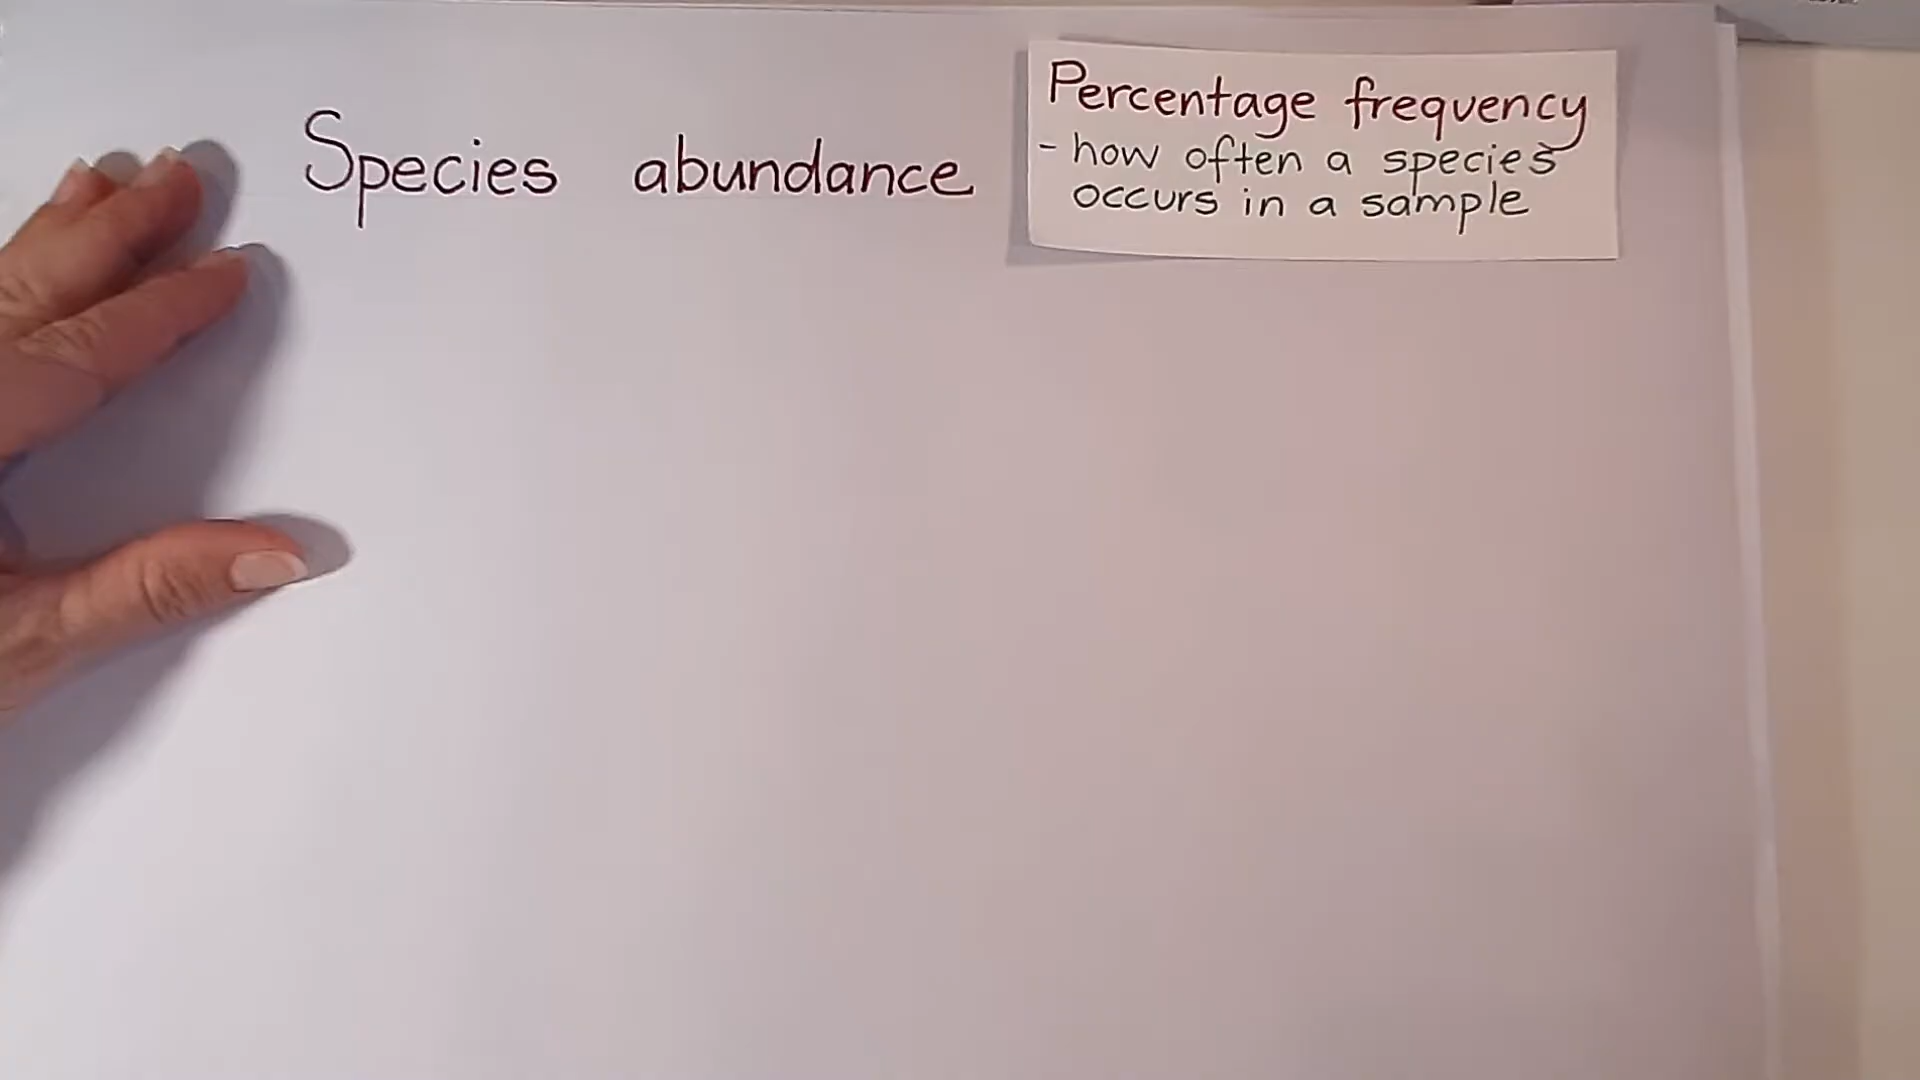 Species abundance
Percentage frequency
- how often a species
occurs in a sample